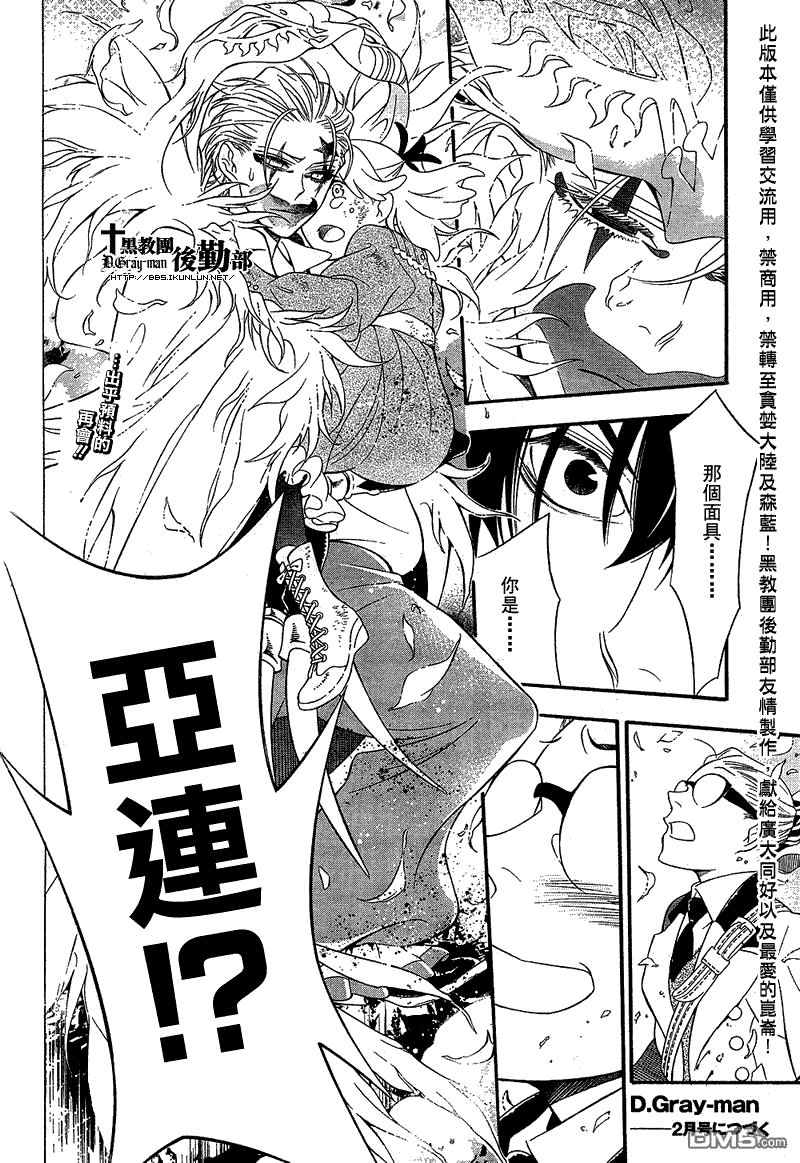 此版本僅供學習交流用，禁商用，禁轉至貪婪大陸及森藍！黑教團後勤部友情製作，獻給廣大同好以及最愛的崑崙！
那個面具………
你是……
黑教團
D.Gray-man 後勤部
HTTP://BBS.IKUNLUN.NET/
…出乎預料的
再會!!
亞連!?
D.Gray-man
——2月号につづく
DM5.com